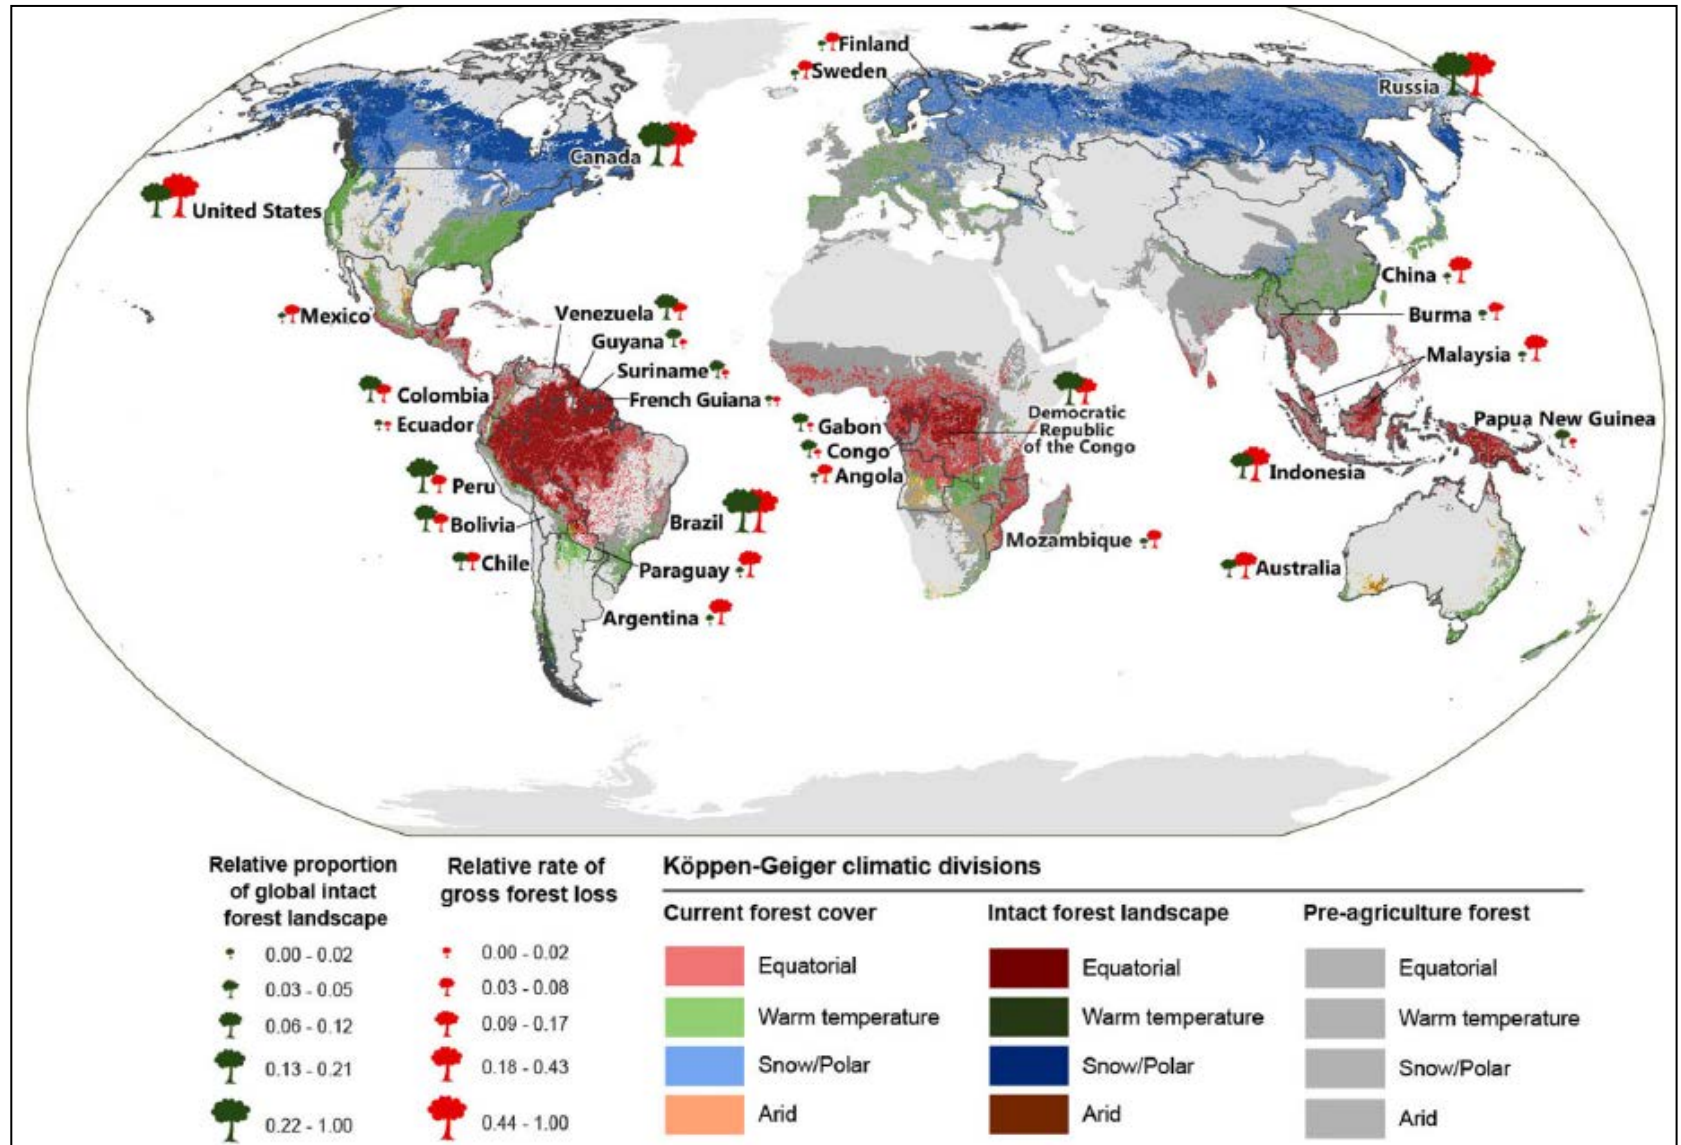 Finland
Sweden
Russia
Canada
United States
China
Mexico
Venezuela
Burma
Guyana
Malaysia
Suriname
Colombia
French Guiana
Democratic
Republic
of the Congo
Ecuador
Gabon
Papua New Guinea
Congo
Angola
Indonesia
Peru
Bolivia
Brazil
Mozambique
Chile
Paraguay
Australia
Argentina
Relative proportion
of global intact
forest landscape
0.00 - 0.02
0.03 - 0.05
0.06 - 0.12
0.13 - 0.21
0.22 - 1.00
Relative rate of
gross forest loss
0.00 - 0.02
0.03 - 0.08
0.09 - 0.17
0.18 - 0.43
0.44 - 1.00
Köppen-Geiger climatic divisions
Current forest cover
Equatorial
Warm temperature
Snow/Polar
Arid
Intact forest landscape
Equatorial
Warm temperature
Snow/Polar
Arid
Pre-agriculture forest
Equatorial
Warm temperature
Snow/Polar
Arid